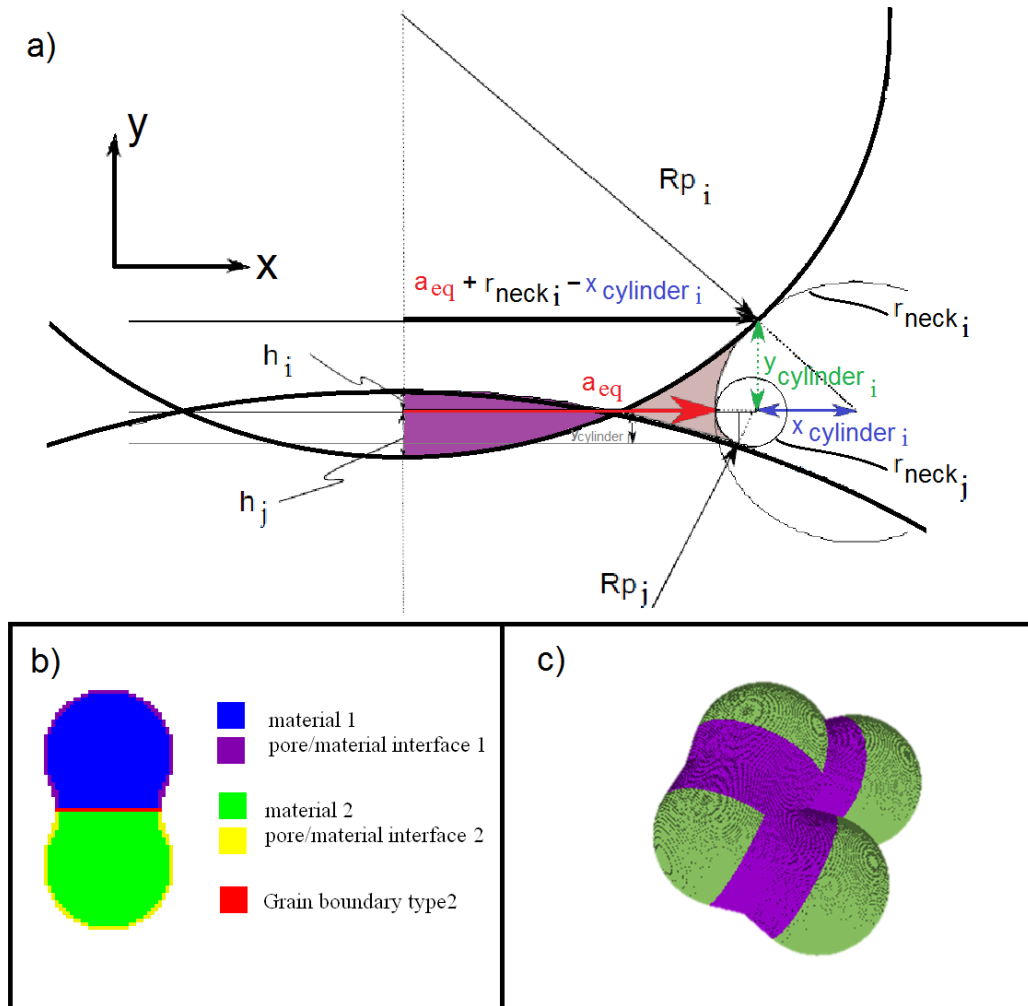 a)
y
x
Rp i
a eq + r neck i − x cylinder i
r neck i
h i
a eq
y cylinder i
y cylinder
x cylinder i
r neck j
h j
Rp j
b)
material 1
pore/material interface 1
material 2
pore/material interface 2
Grain boundary type2
c)